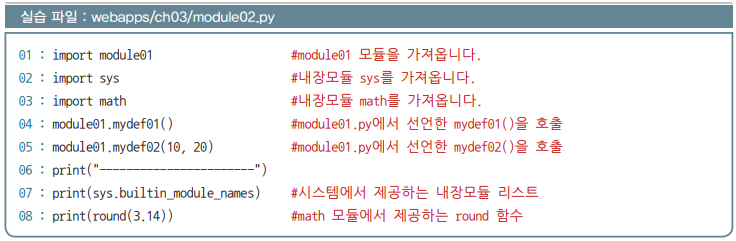 실습 파일 : webapps/ch03/module02.py
01 : import module01 #module01 모듈을 가져옵니다.
02 : import sys #내장모듈 sys를 가져옵니다.
03 : import math #내장모듈 math를 가져옵니다.
04 : module01.mydef01() #module01.py에서 선언한 mydef01()을 호출
05 : module01.mydef02(10, 20) #module01.py에서 선언한 mydef02()을 호출
06 : print("-----------------------")
07 : print(sys.builtin_module_names) #시스템에서 제공하는 내장모듈 리스트
08 : print(round(3.14)) #math 모듈에서 제공하는 round 함수